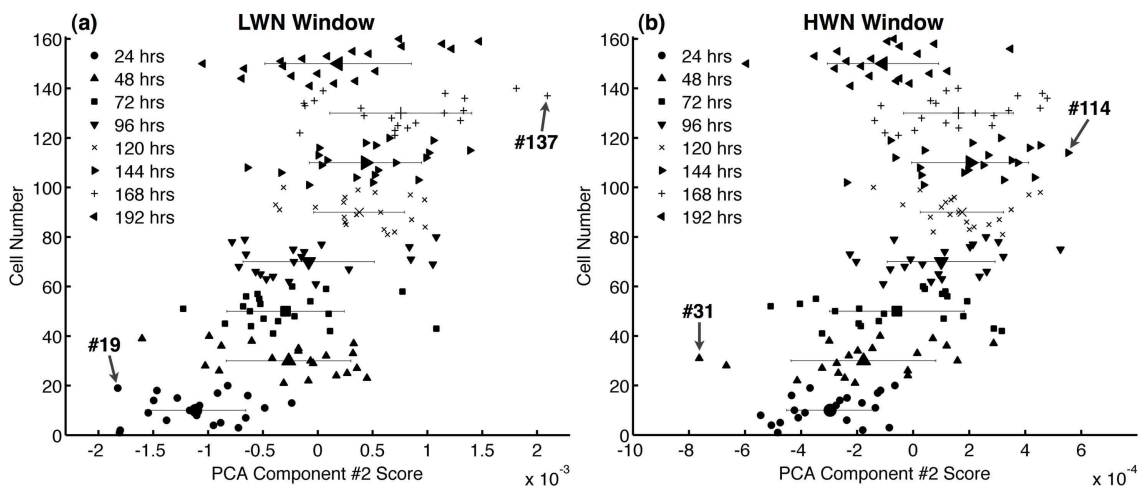 (a) LWN Window
160
140
120
100
80
60
40
20
0
Cell Number
24 hrs
48 hrs
72 hrs
96 hrs
120 hrs
144 hrs
168 hrs
192 hrs
#137
#19
-2 -1.5 -1 -0.5 0 0.5 1 1.5 2
PCA Component #2 Score
x 10-3
(b) HWN Window
160
140
120
100
80
60
40
20
0
Cell Number
24 hrs
48 hrs
72 hrs
96 hrs
120 hrs
144 hrs
168 hrs
192 hrs
#114
#31
-10 -8 -6 -4 -2 0 2 4 6
PCA Component #2 Score
x 10-4